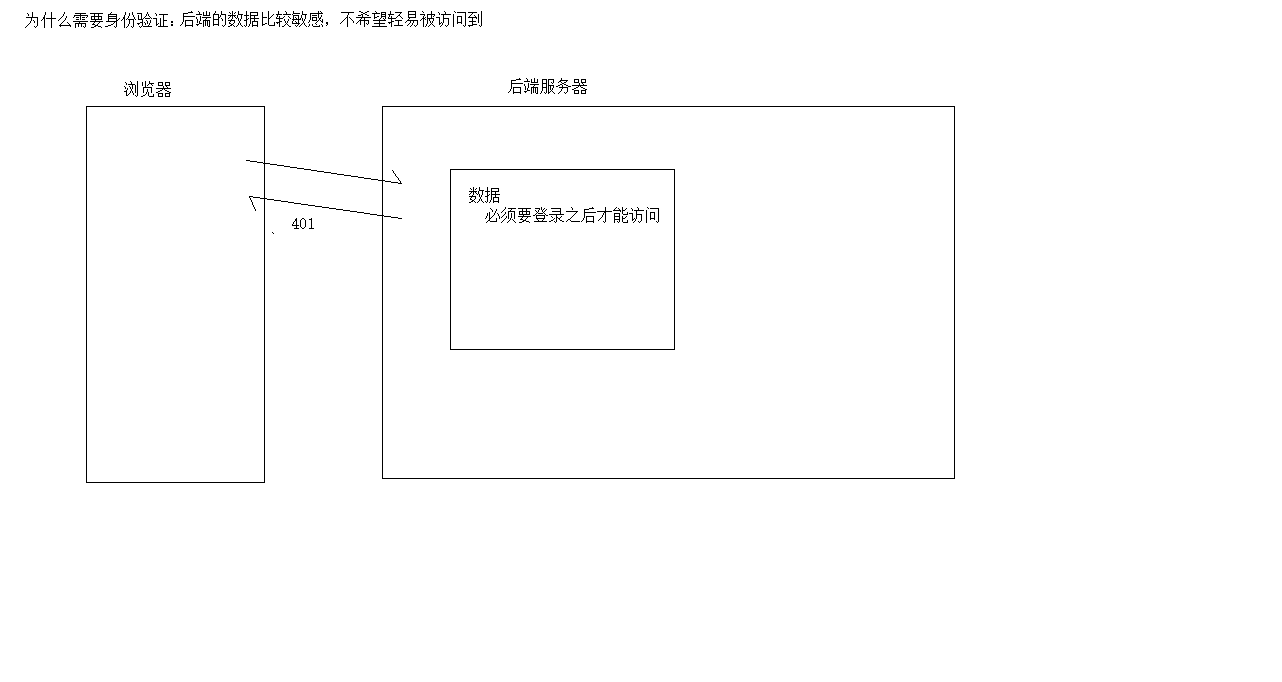 为什么需要身份验证：后端的数据比较敏感，不希望轻易被访问到
浏览器
后端服务器
数据
必须要登录之后才能访问
401